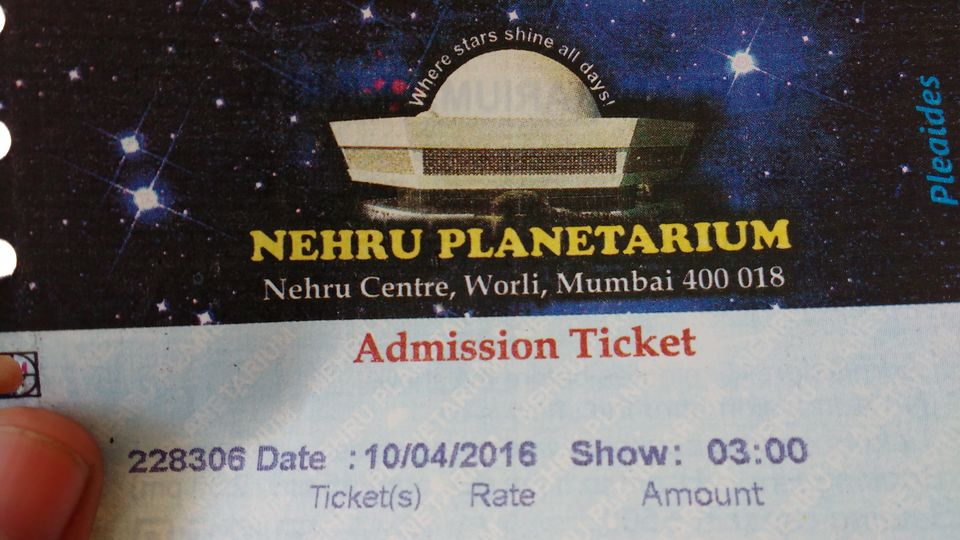 Where stars shine all days!
Pleaides
NEHRU PLANETARIUM
Nehru Centre, Worli, Mumbai 400 018
Admission Ticket
228306 Date : 10/04/2016 Show: 03:00
Ticket(s) Rate Amount